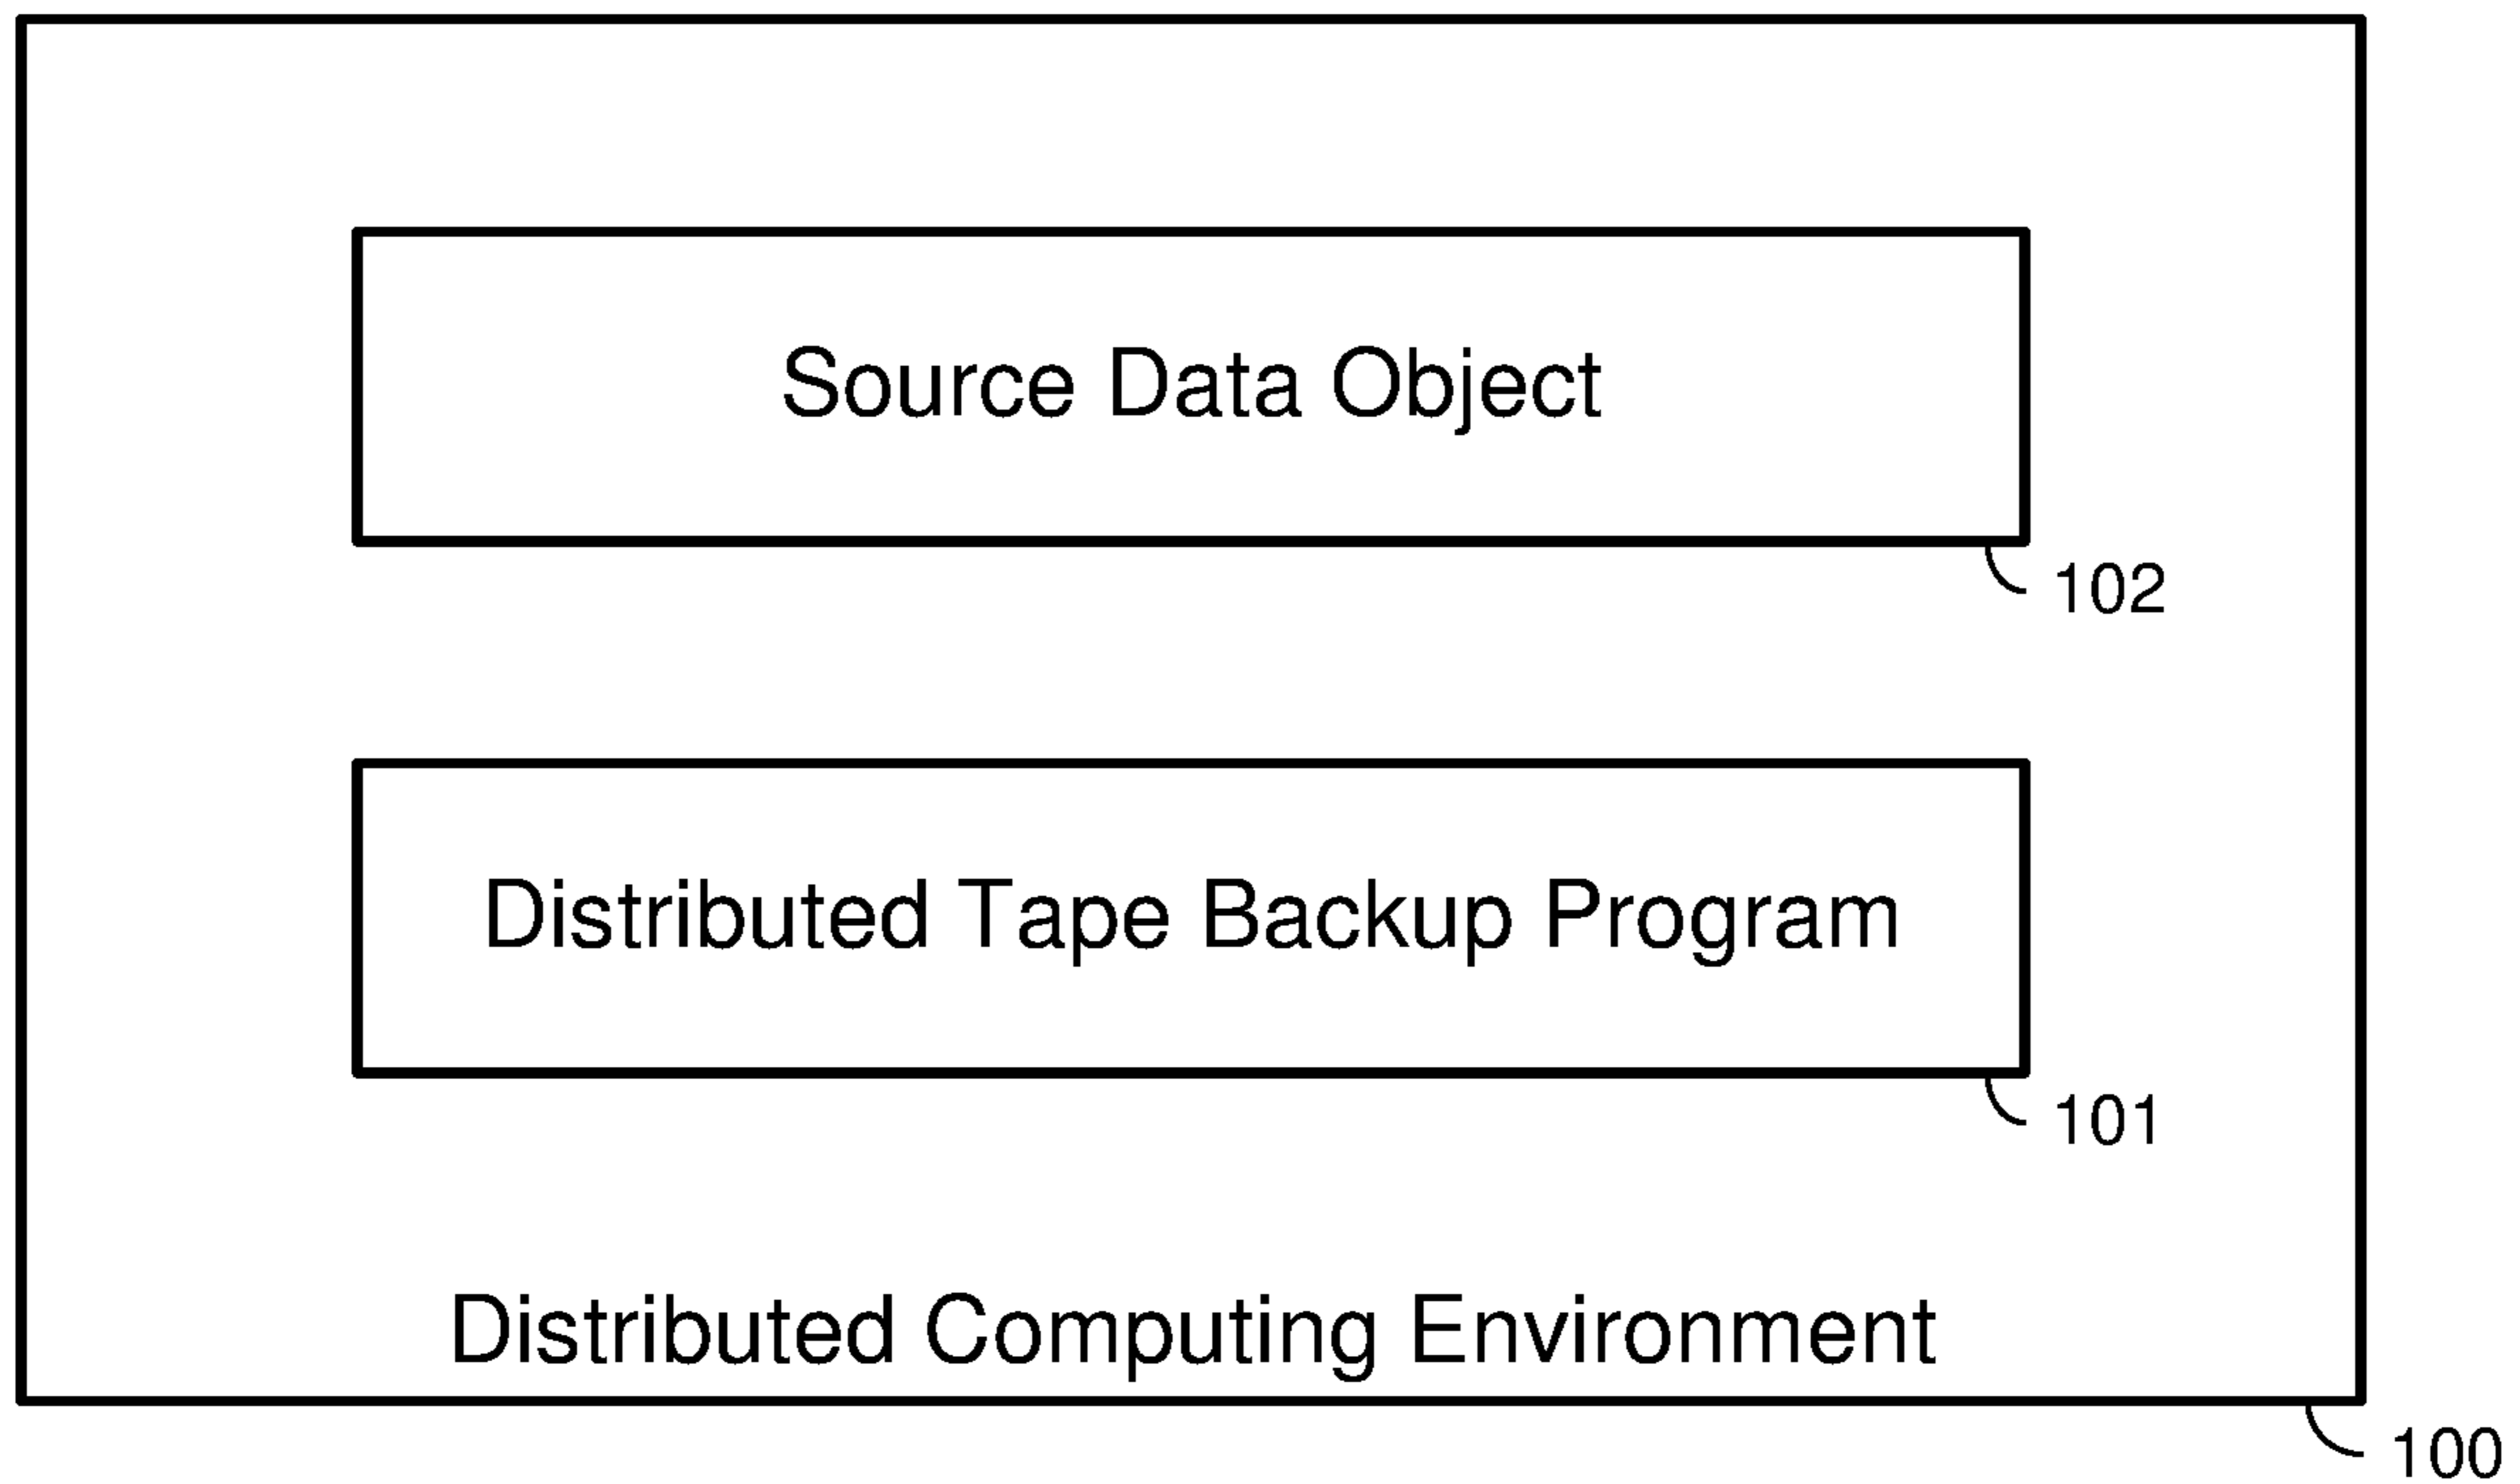 Source Data Object
102
Distributed Tape Backup Program
101
Distributed Computing Environment
100